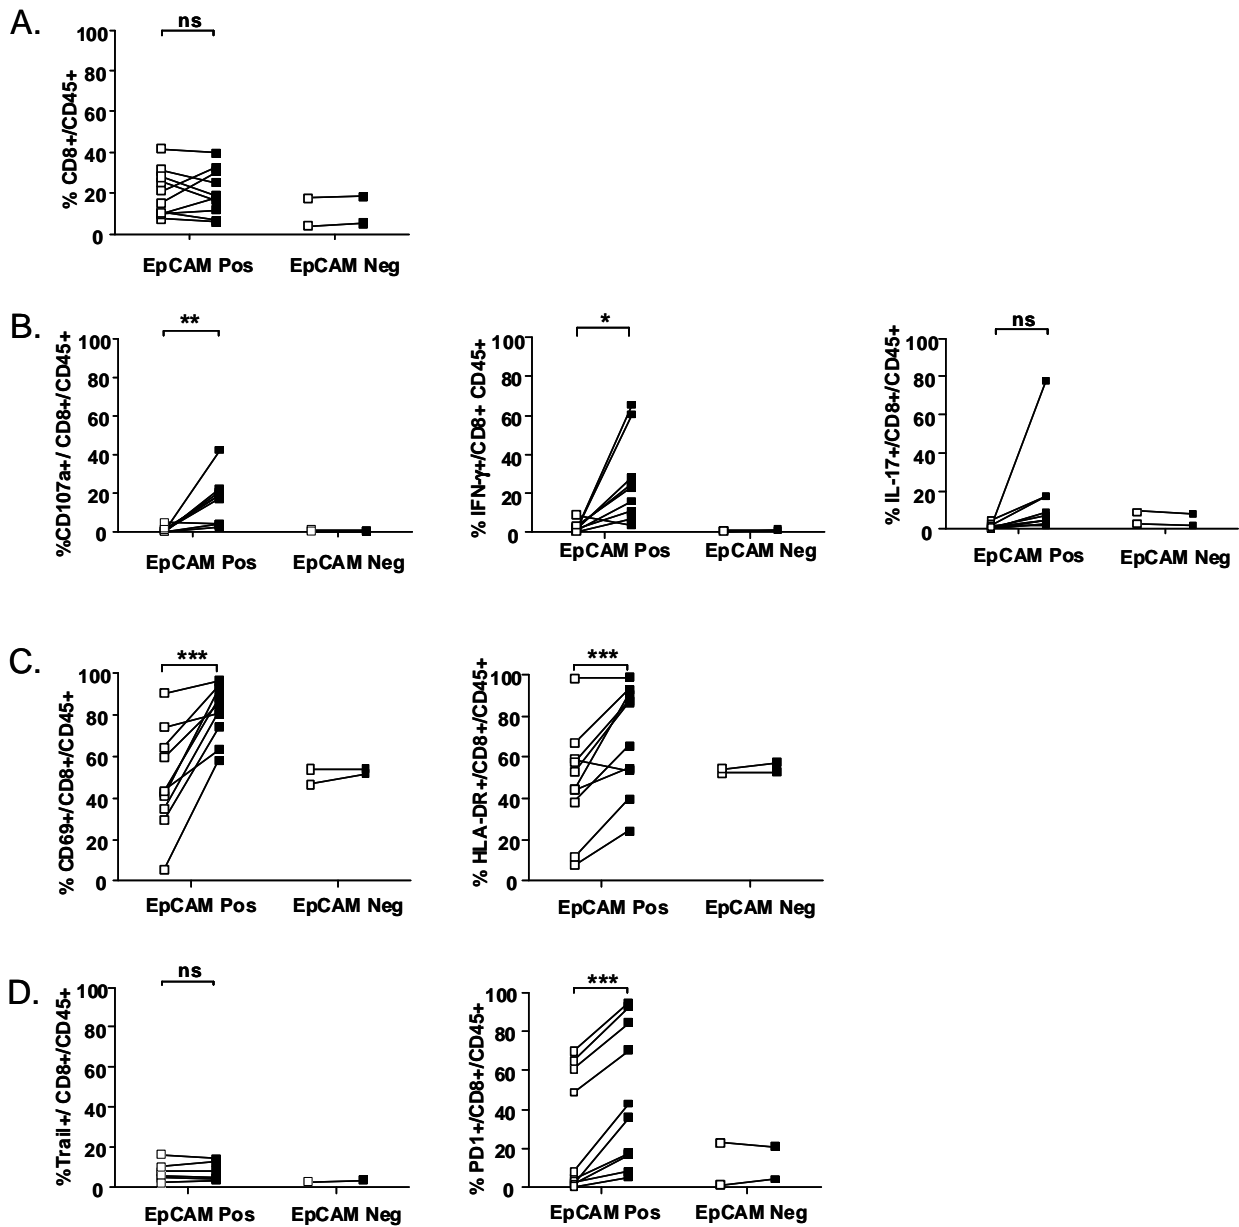 A.
ns
% CD8+/CD45+
100
80
60
40
20
0
EpCAM Pos
EpCAM Neg
B.
**
%CD107a+/ CD8+/CD45+
100
80
60
40
20
0
EpCAM Pos
EpCAM Neg
*
% IFN-γ+/CD8+ CD45+
100
80
60
40
20
0
EpCAM Pos
EpCAM Neg
ns
% IL-17+/CD8+/CD45+
100
80
60
40
20
0
EpCAM Pos
EpCAM Neg
C.
***
% CD69+/CD8+/CD45+
100
80
60
40
20
0
EpCAM Pos
EpCAM Neg
***
% HLA-DR+/CD8+/CD45+
100
80
60
40
20
0
EpCAM Pos
EpCAM Neg
D.
ns
%Trail+/ CD8+/CD45+
100
80
60
40
20
0
EpCAM Pos
EpCAM Neg
***
% PD1+/CD8+/CD45+
100
80
60
40
20
0
EpCAM Pos
EpCAM Neg